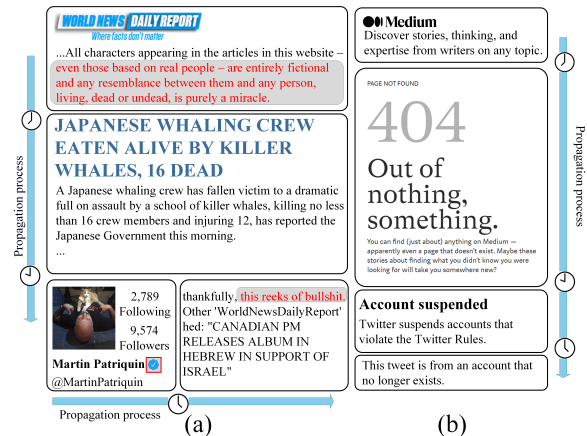 WORLD NEWS DAILY REPORT
Where facts don't matter
...All characters appearing in the articles in this website –
even those based on real people – are entirely fictional
and any resemblance between them and any person,
living, dead or undead, is purely a miracle.
Propagation process
JAPANESE WHALING CREW
EATEN ALIVE BY KILLER
WHALES, 16 DEAD
A Japanese whaling crew has fallen victim to a dramatic
full on assault by a school of killer whales, killing no less
than 16 crew members and injuring 12, has reported the
Japanese Government this morning.
...
2,789
Following
9,574
Followers
Martin Patriquin
@MartinPatriquin
thankfully, this reeks of bullshit.
Other 'WorldNewsDailyReport'
hed: "CANADIAN PM
RELEASES ALBUM IN
HEBREW IN SUPPORT OF
ISRAEL"
Propagation process
(a)
Medium
Discover stories, thinking, and
expertise from writers on any topic.
PAGE NOT FOUND
404
Out of
nothing,
something.
You can find (just about) anything on Medium —
apparently even a page that doesn't exist. Maybe these
stories about finding what you didn't know you were
looking for will take you somewhere new?
Propagation process
Account suspended
Twitter suspends accounts that
violate the Twitter Rules.
This tweet is from an account that
no longer exists.
(b)